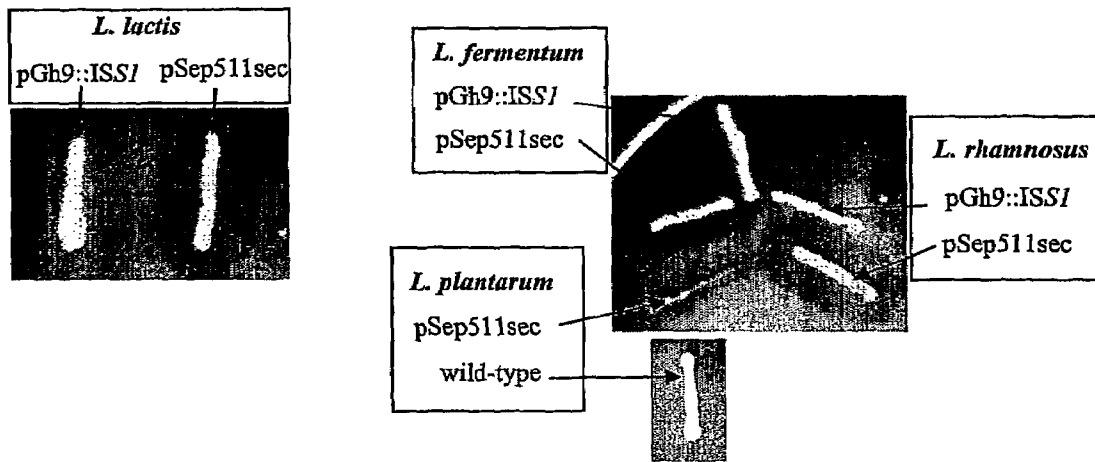 L. lactis
pGh9::ISS1 pSep511sec
L. fermentum
pGh9::ISS1
pSep511sec
L. rhamnosus
pGh9::ISS1
pSep511sec
L. plantarum
pSep511sec
wild-type